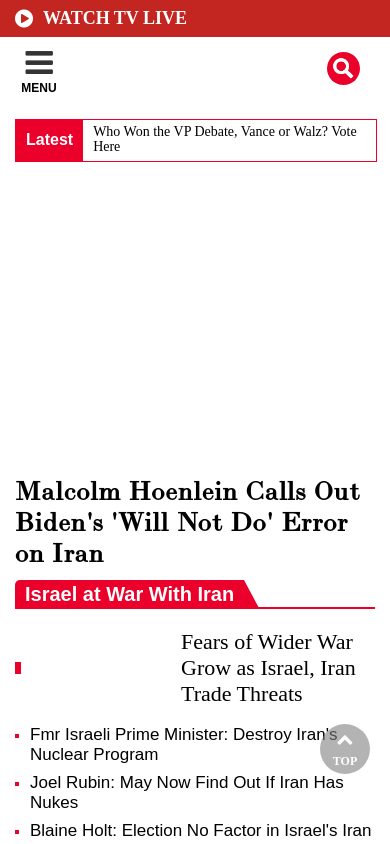 WATCH TV LIVE
MENU
Latest
Who Won the VP Debate, Vance or Walz? Vote
Here
Malcolm Hoenlein Calls Out
Biden's 'Will Not Do' Error
on Iran
Israel at War With Iran
Fears of Wider War
Grow as Israel, Iran
Trade Threats
Fmr Israeli Prime Minister: Destroy Iran's
Nuclear Program
TOP
Joel Rubin: May Now Find Out If Iran Has
Nukes
Blaine Holt: Election No Factor in Israel's Iran